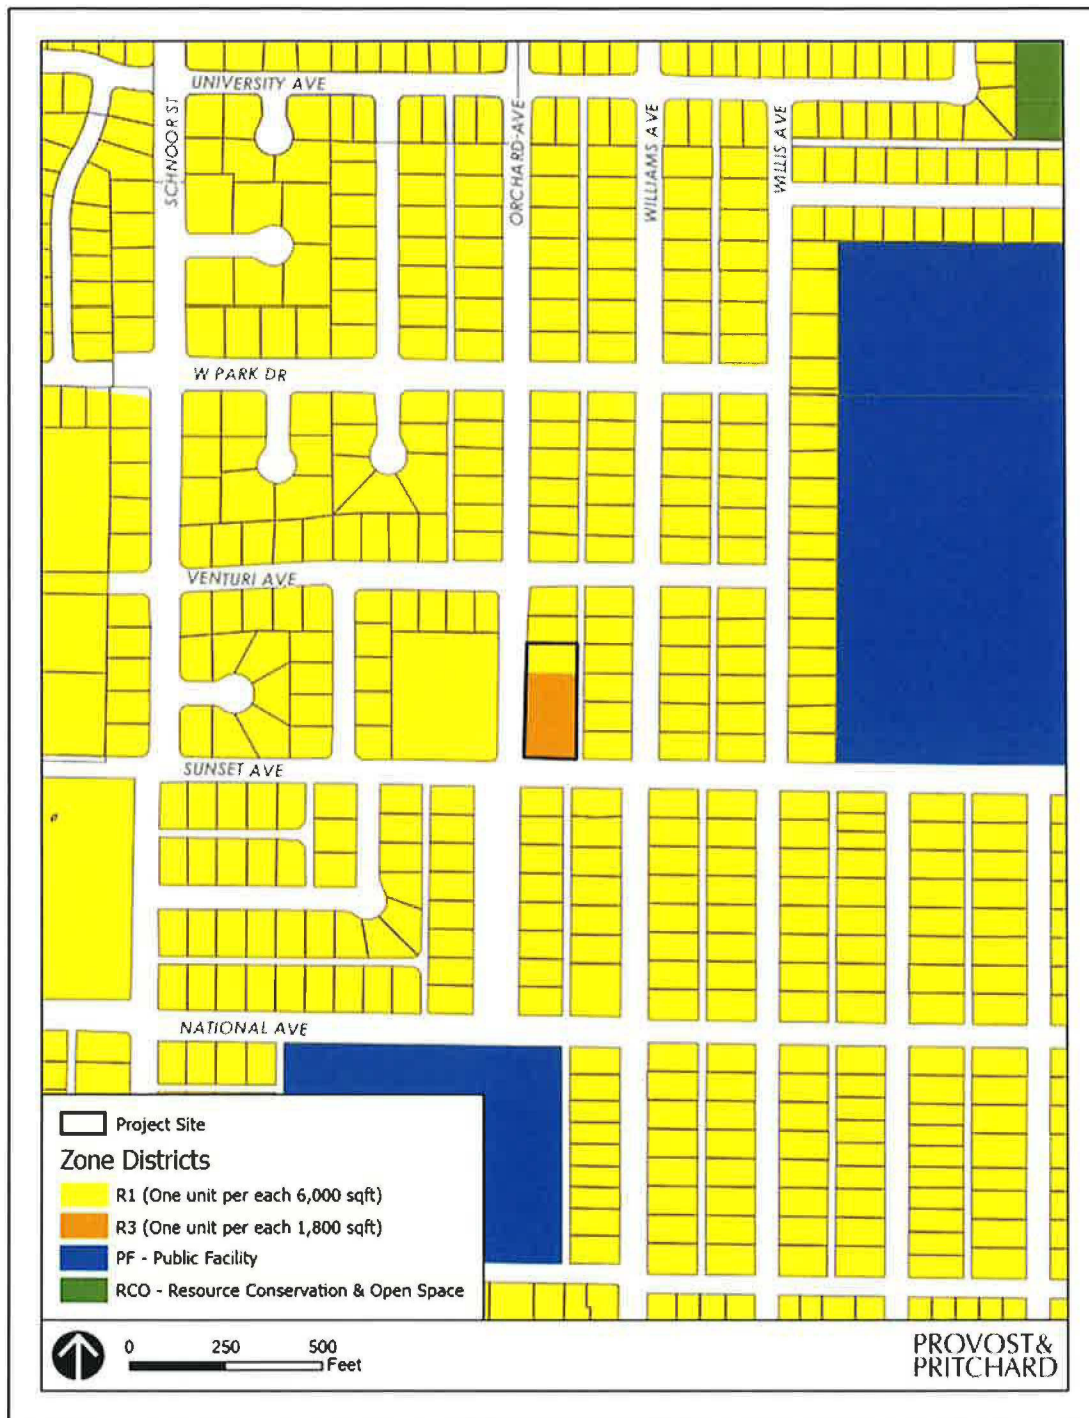 UNIVERSITY AVE
SCHNOOR ST
ORCHARD AVE
WILLIAMS AVE
WILLIS AVE
W PARK DR
VENTURI AVE
SUNSET AVE
NATIONAL AVE
Project Site
Zone Districts
R1 (One unit per each 6,000 sqft)
R3 (One unit per each 1,800 sqft)
PF - Public Facility
RCO - Resource Conservation & Open Space
0 250 500
Feet
PROVOST&
PRITCHARD